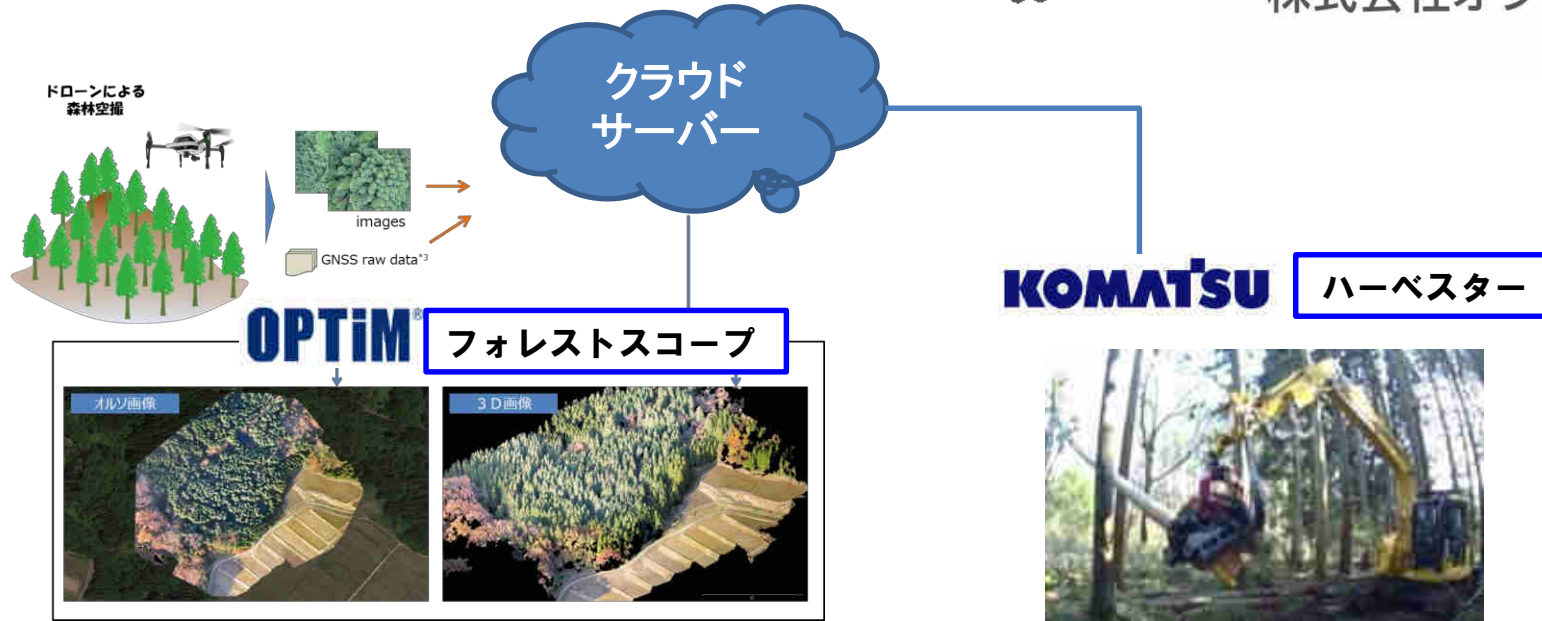 株式会社オプ
ドローンによる
森林空撮
クラウド
サーバー
images
GNSS raw data*3
OPTiM®
フォレストスコープ
KOMATSU
ハーベスター
オルソ画像
3D画像